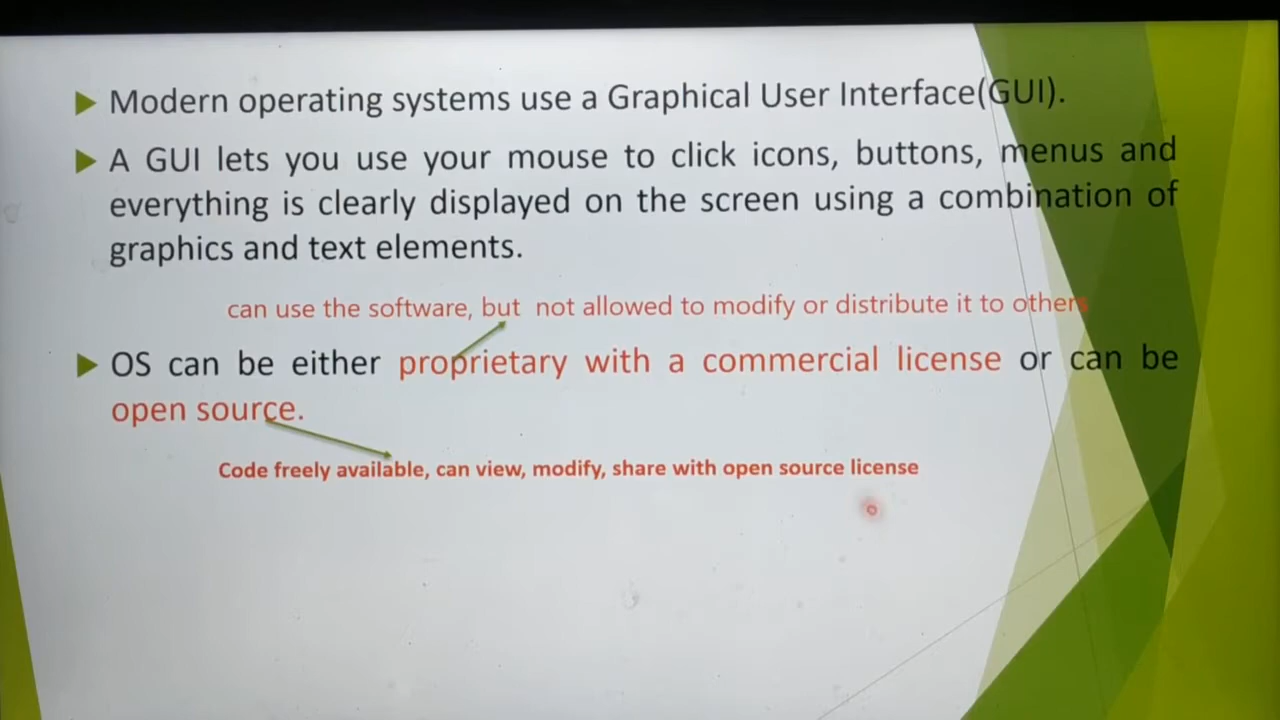 Modern operating systems use a Graphical User Interface(GUI).
A GUI lets you use your mouse to click icons, buttons, menus and
everything is clearly displayed on the screen using a combination of
graphics and text elements.
can use the software, but not allowed to modify or distribute it to others
OS can be either proprietary with a commercial license or can be
open source.
Code freely available, can view, modify, share with open source license